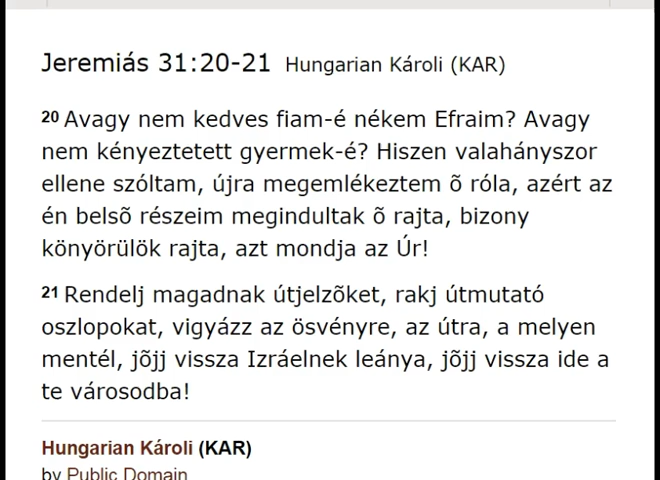 Jeremiás 31:20-21 Hungarian Károli (KAR)
20 Avagy nem kedves fiam-é nékem Efraim? Avagy
nem kényeztetett gyermek-é? Hiszen valahányszor
ellene szóltam, újra megemlékeztem õ róla, azért az
én belsõ részeim megindultak õ rajta, bizony
könyörülök rajta, azt mondja az Úr!
21 Rendelj magadnak útjelzõket, rakj útmutató
oszlopokat, vigyázz az ösvényre, az útra, a melyen
mentél, jõjj vissza Izráelnek leánya, jõjj vissza ide a
te városodba!
Hungarian Károli (KAR)
by Public Domain